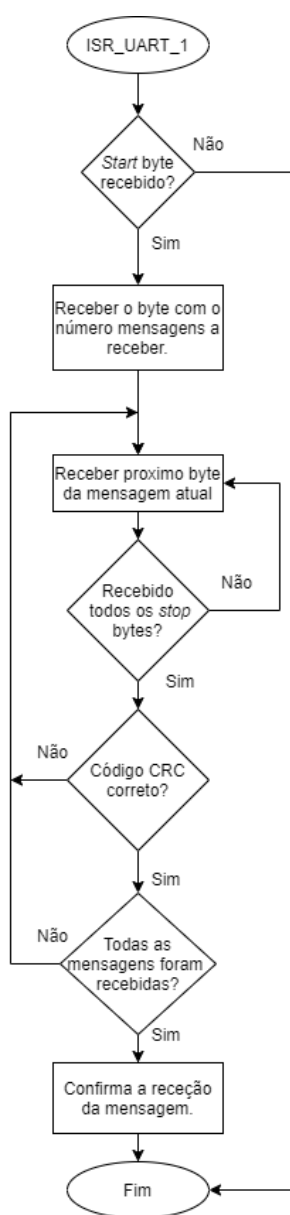 ISR_UART_1
Start byte
recebido?
Não
Sim
Receber o byte com o
número mensagens a
receber.
Receber proximo byte
da mensagem atual
Recebido
todos os stop
bytes?
Não
Sim
Código CRC
correto?
Não
Sim
Todas as
mensagens foram
recebidas?
Não
Sim
Confirma a receção
da mensagem.
Fim